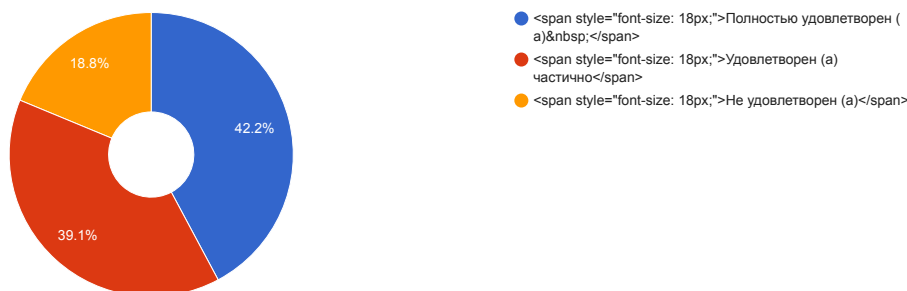 42.2%
39.1%
18.8%
<span style="font-size: 18px;">Полностью удовлетворен (
а)&nbsp;</span>
<span style="font-size: 18px;">Удовлетворен (а)
частично</span>
<span style="font-size: 18px;">Не удовлетворен (а)</span>